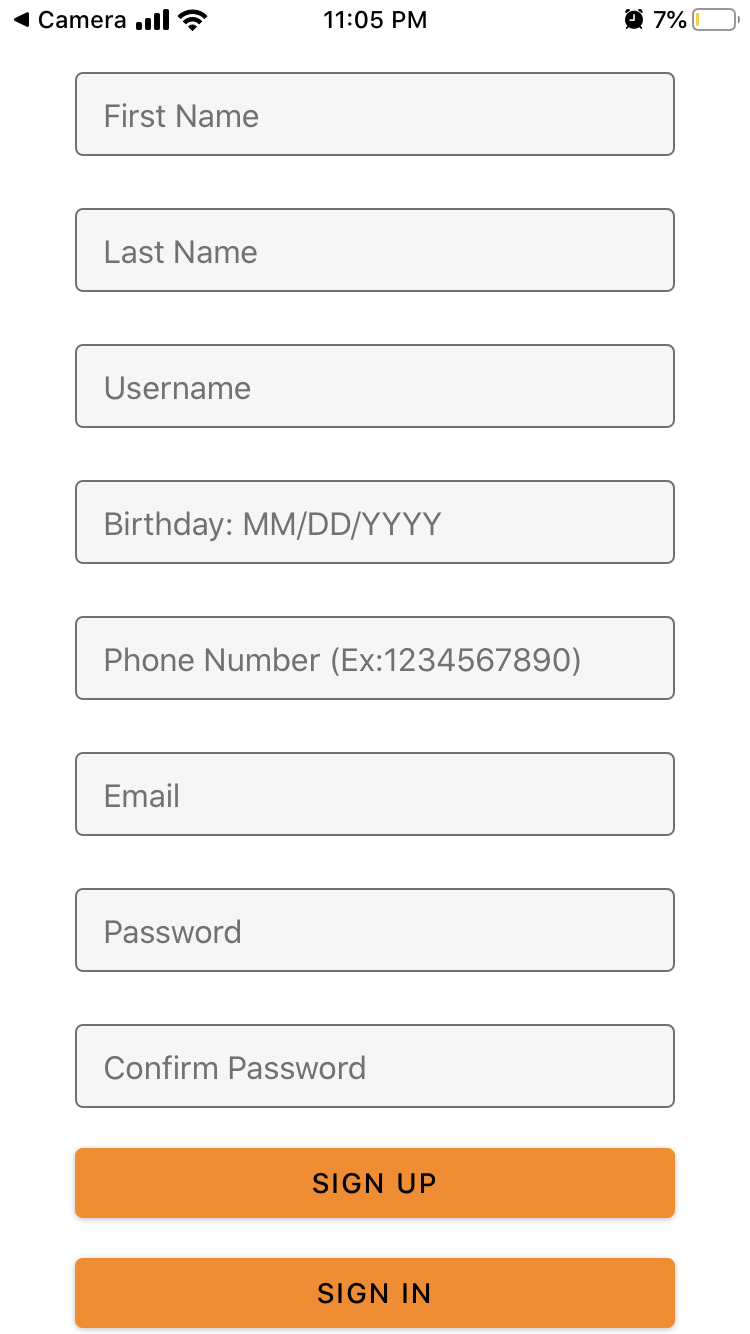 ◀ Camera 11:05 PM 7%
First Name
Last Name
Username
Birthday: MM/DD/YYYY
Phone Number (Ex:1234567890)
Email
Password
Confirm Password
SIGN UP
SIGN IN